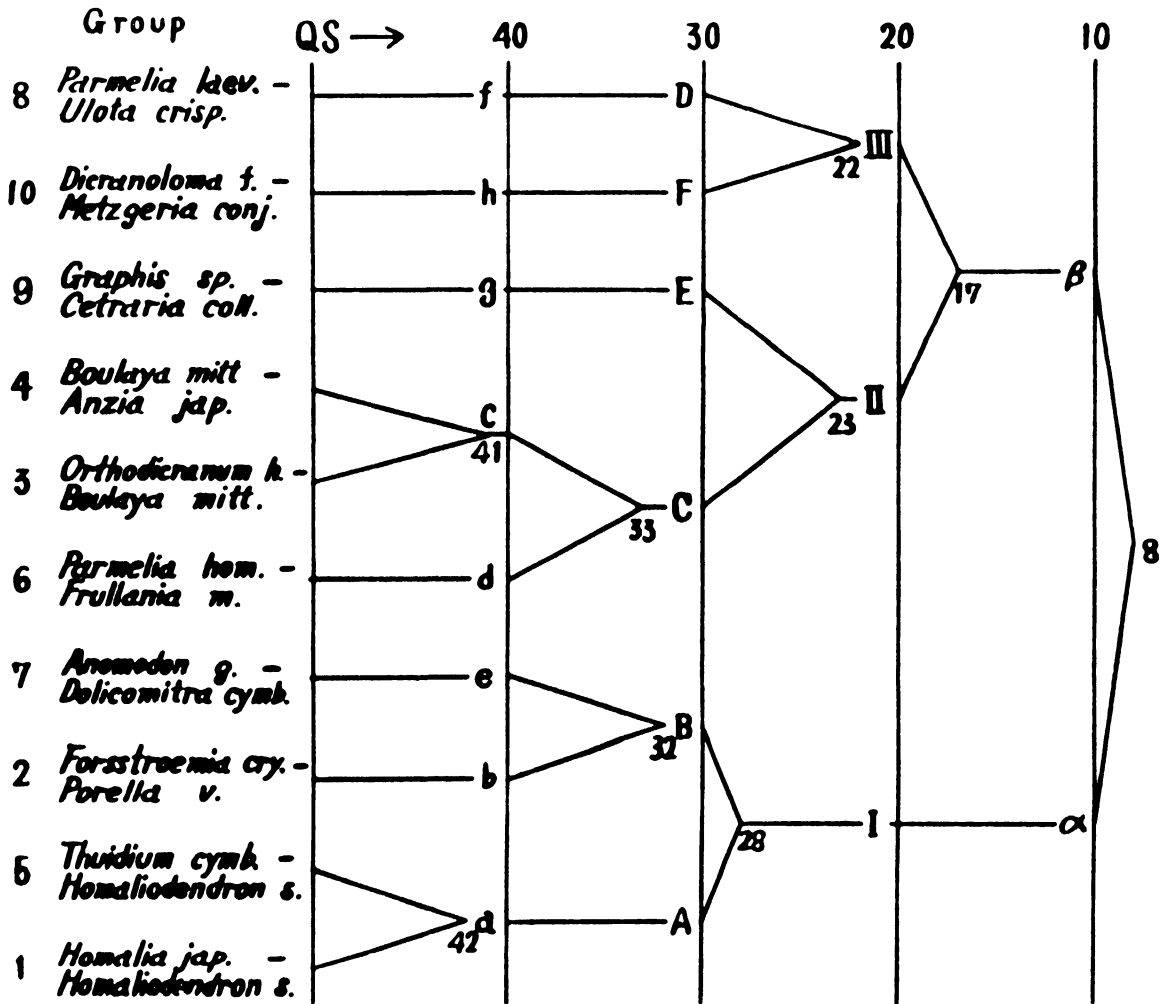 Group QS → 40 30 20 10
8 Parmelia laev. – f D
Ulota crisp.
III
22
10 Dicranoloma f. – h F
Metzgeria conj.
β
17
9 Graphis sp. – g E
Cetraria coll.
4 Boulaya mitt –
Anzia jap.
II
23
c
41
3 Orthodicranum h. –
Boulaya mitt.
C
33
8
6 Parmelia hom. – d
Frullania m.
7 Anomodon g. – e
Dolicomitra cymb.
B
32
2 Forsstroemia cry. – b
Porella v.
I α
28
5 Thuidium cymb. –
Homaliodendron s.
a A
42
1 Homalia jap. –
Homaliodendron s.